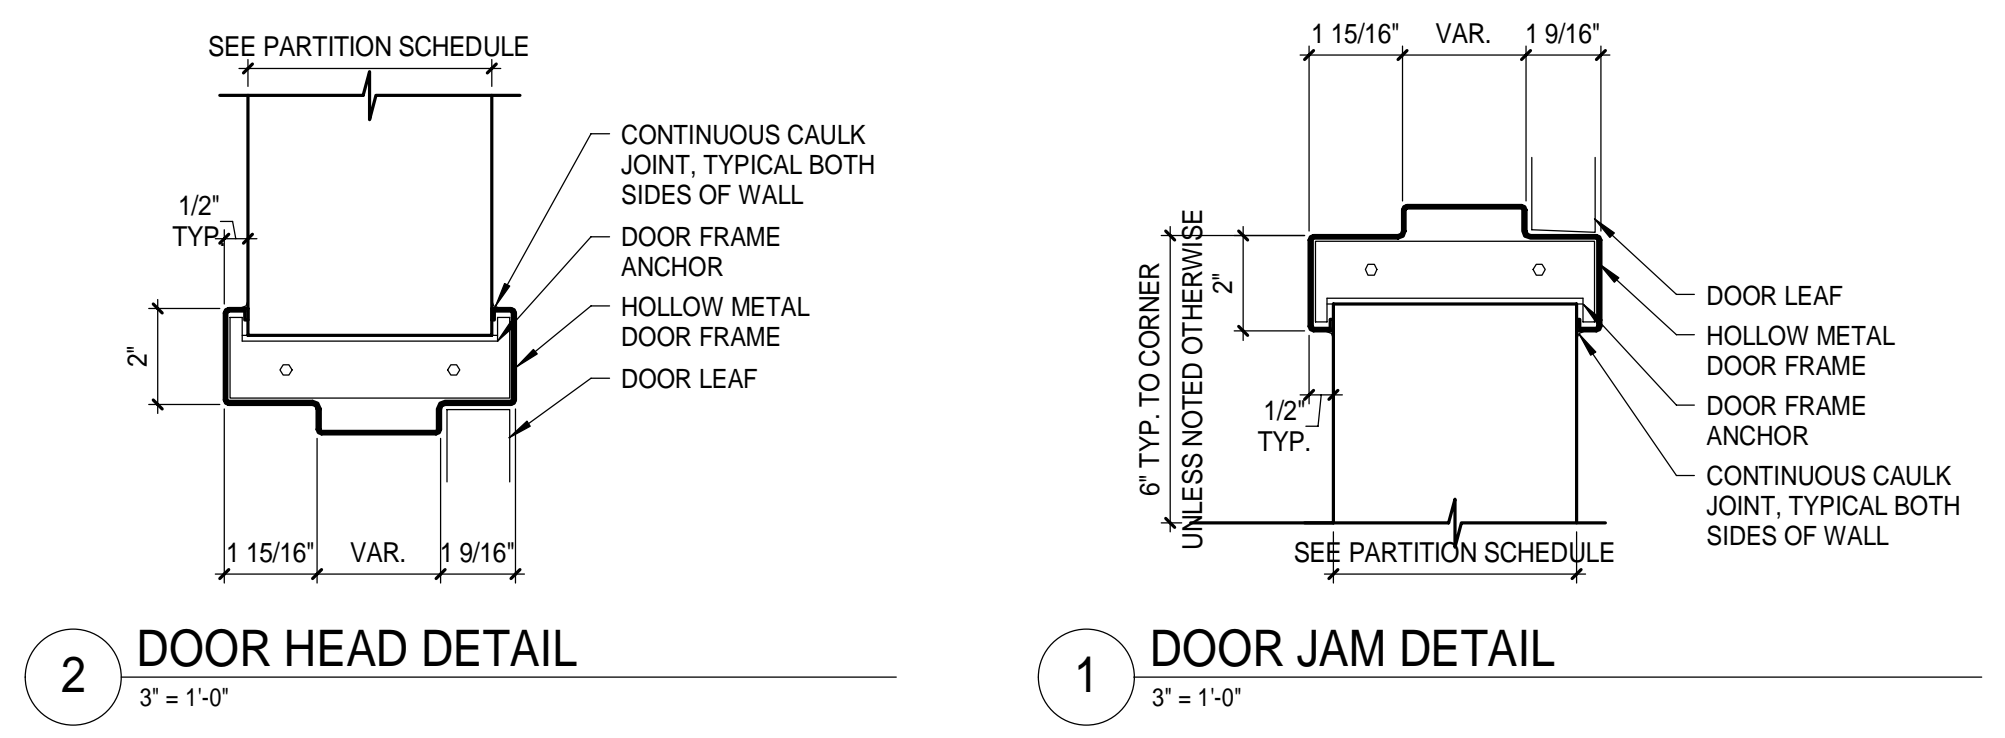 SEE PARTITION SCHEDULE
1/2"
TYP.
2"
CONTINUOUS CAULK
JOINT, TYPICAL BOTH
SIDES OF WALL
DOOR FRAME
ANCHOR
HOLLOW METAL
DOOR FRAME
DOOR LEAF
1 15/16"
VAR.
1 9/16"
2
DOOR HEAD DETAIL
3" = 1'-0"
1 15/16"
VAR.
1 9/16"
6" TYP. TO CORNER
UNLESS NOTED OTHERWISE
2"
1/2"
TYP.
DOOR LEAF
HOLLOW METAL
DOOR FRAME
DOOR FRAME
ANCHOR
CONTINUOUS CAULK
JOINT, TYPICAL BOTH
SIDES OF WALL
SEE PARTITION SCHEDULE
1
DOOR JAM DETAIL
3" = 1'-0"